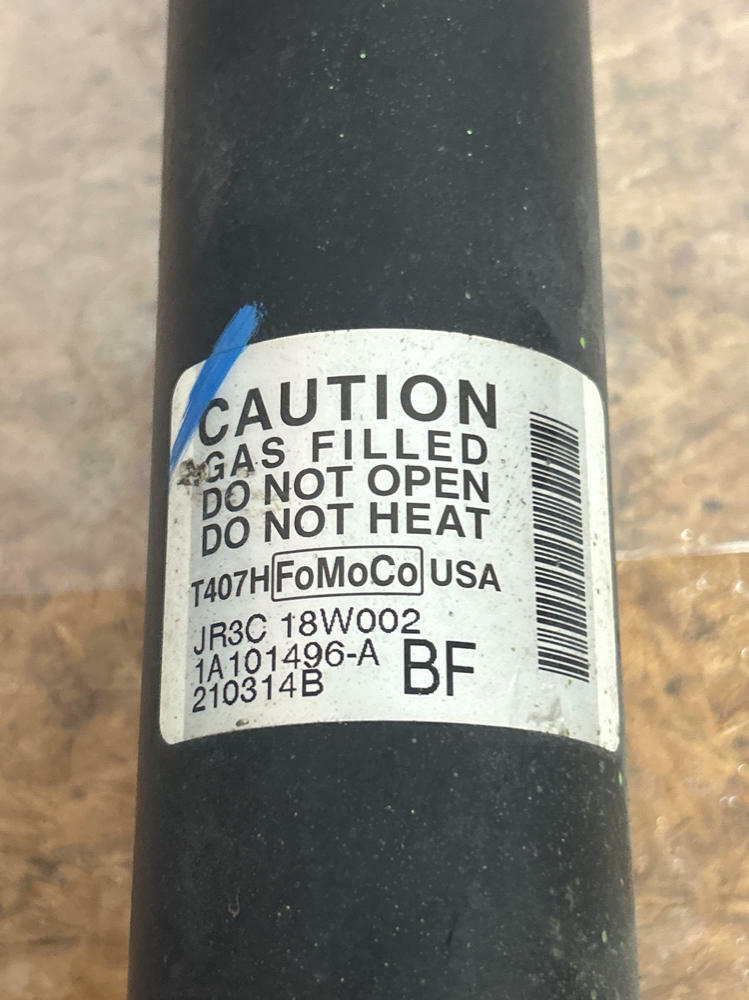 CAUTION
GAS FILLED
DO NOT OPEN
DO NOT HEAT
T407H FoMoCo USA
JR3C 18W002
1A101496-A BF
210314B